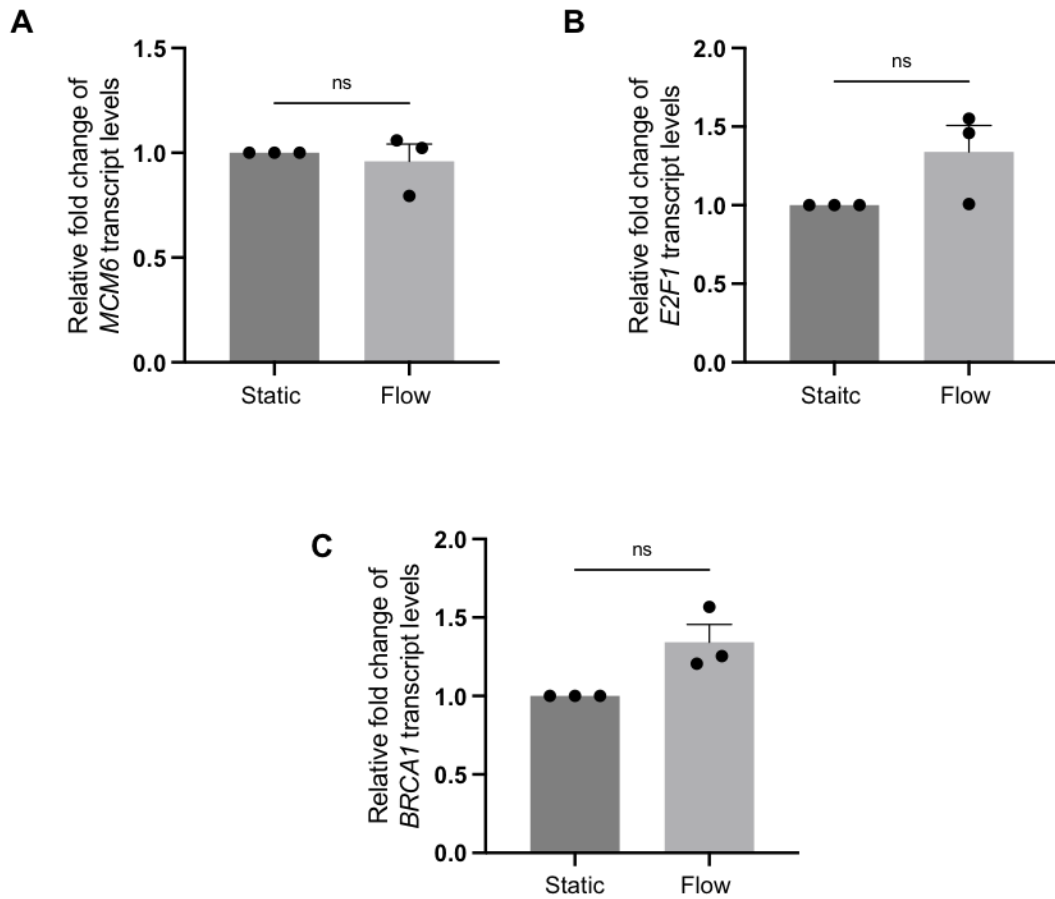 A
Relative fold change of
MCM6 transcript levels
1.5
1.0
0.5
0.0
ns
Static
Flow
B
Relative fold change of
E2F1 transcript levels
2.0
1.5
1.0
0.5
0.0
ns
Staitc
Flow
C
Relative fold change of
BRCA1 transcript levels
2.0
1.5
1.0
0.5
0.0
ns
Static
Flow